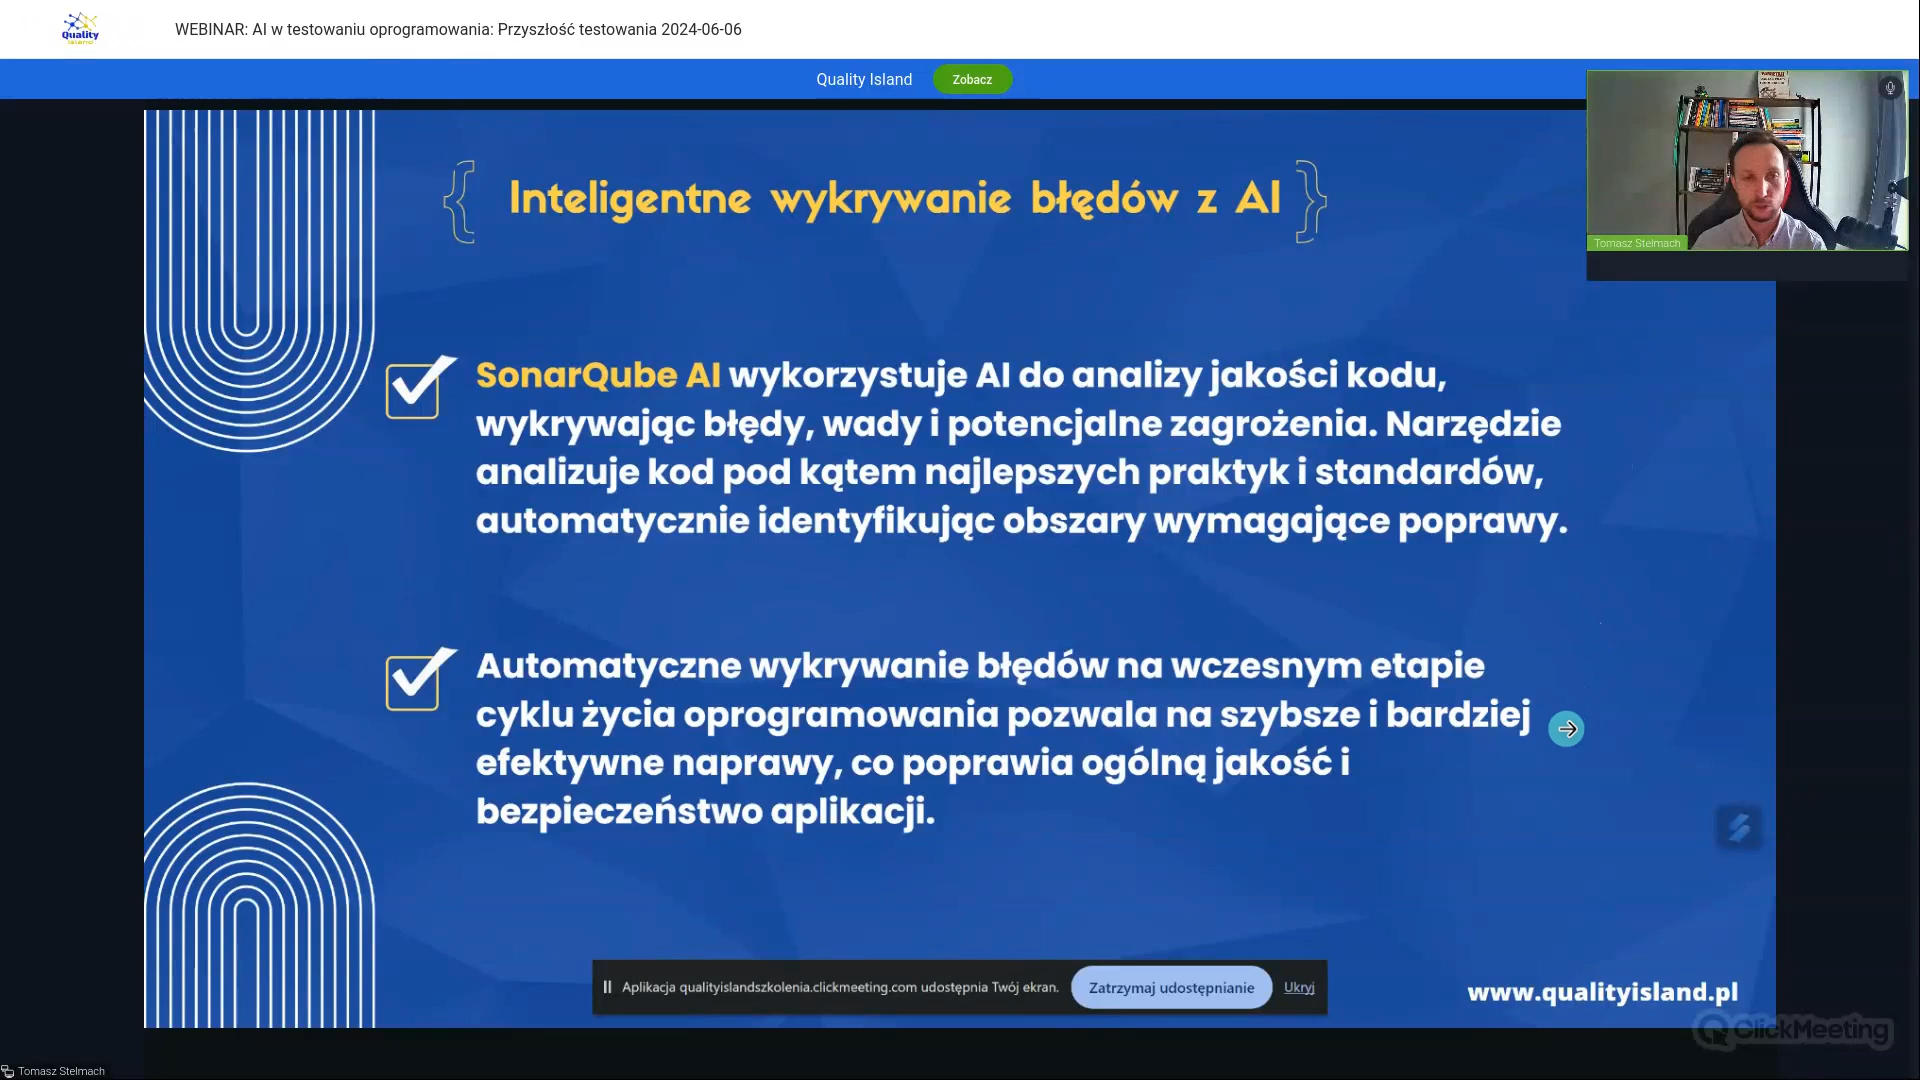 Quality
Island
WEBINAR: AI w testowaniu oprogramowania: Przyszłość testowania 2024-06-06
Quality Island
Zobacz
Tomasz Stelmach
{ Inteligentne wykrywanie błędów z AI }
SonarQube AI wykorzystuje AI do analizy jakości kodu,
wykrywając błędy, wady i potencjalne zagrożenia. Narzędzie
analizuje kod pod kątem najlepszych praktyk i standardów,
automatycznie identyfikując obszary wymagające poprawy.
Automatyczne wykrywanie błędów na wczesnym etapie
cyklu życia oprogramowania pozwala na szybsze i bardziej
efektywne naprawy, co poprawia ogólną jakość i
bezpieczeństwo aplikacji.
Aplikacja qualityislandszkolenia.clickmeeting.com udostępnia Twój ekran.
Zatrzymaj udostępnianie
Ukryj
www.qualityisland.pl
ClickMeeting
Tomasz Stelmach